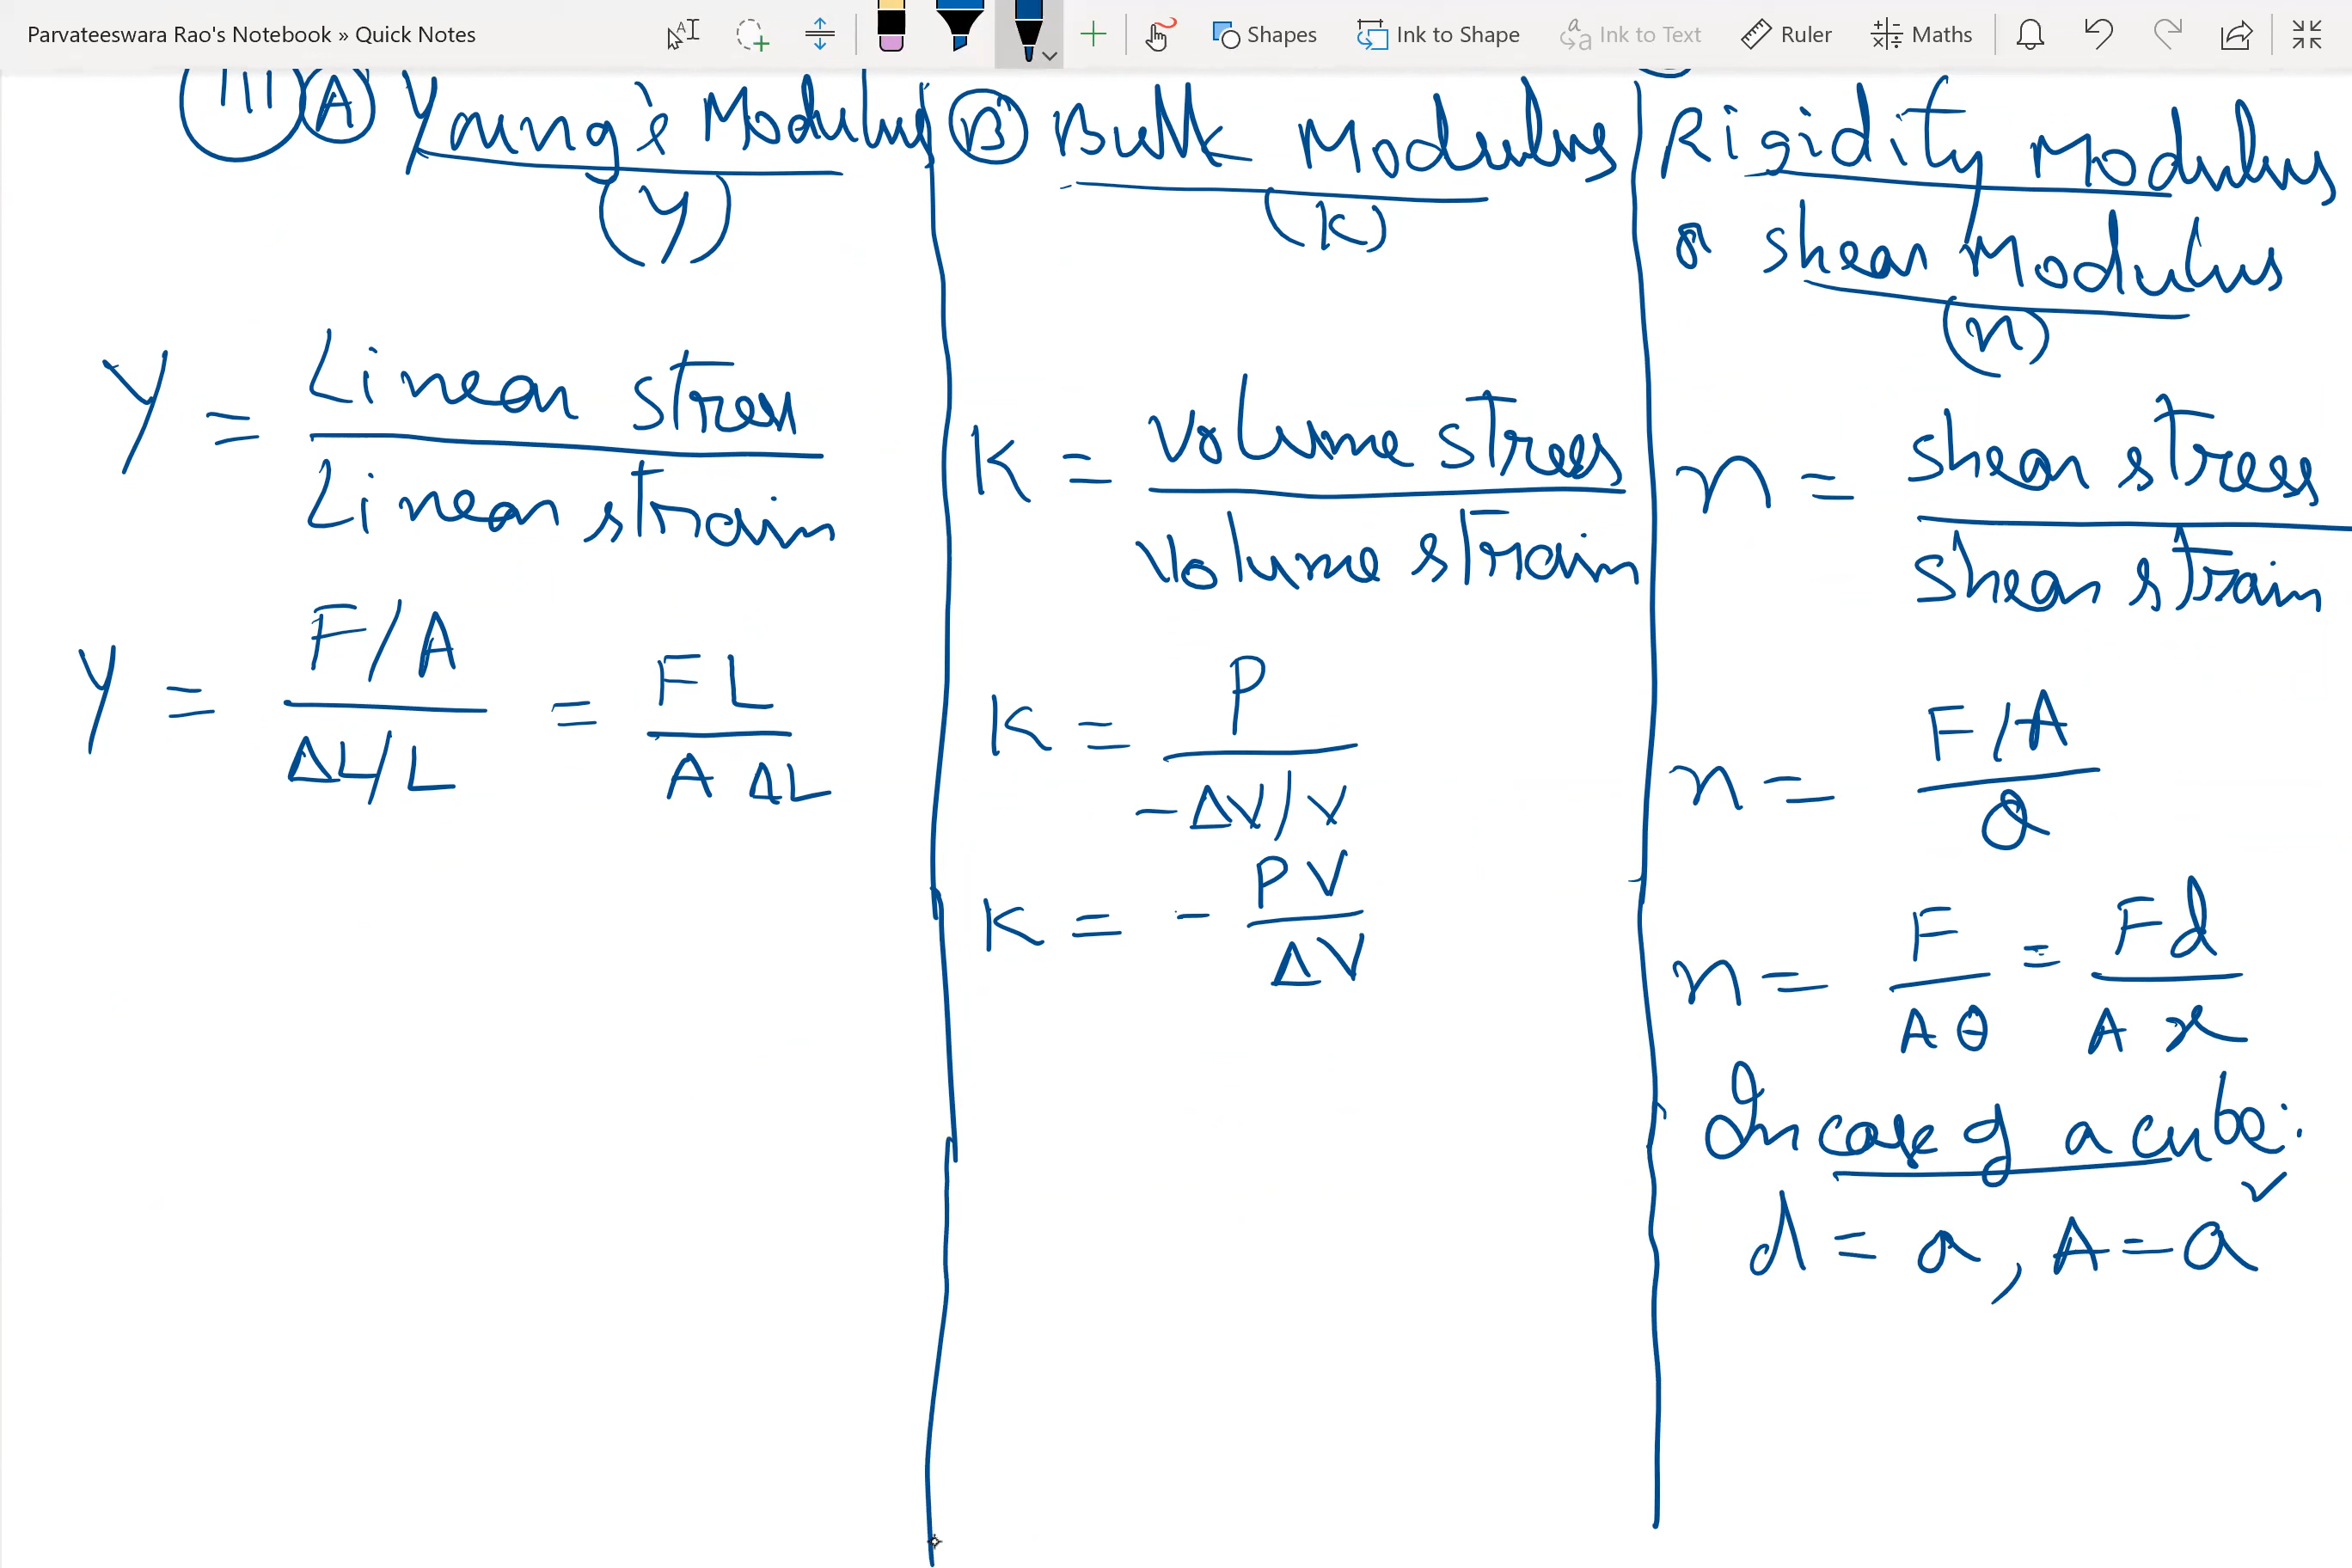 Parvateeswara Rao's Notebook » Quick Notes
Shapes
Ink to Shape
Ink to Text
Ruler
Maths
III A Young's Modulus
(Y)
Y = Linear stress / Linear strain
Y = F/A / ΔL/L = FL / A ΔL
B Bulk Modulus
(K)
K = Volume stress / Volume strain
K = P / -ΔV/V
K = - PV / ΔV
Rigidity Modulus
or shear Modulus
(n)
n = shear stress / shear strain
n = F/A / θ
n = F / Aθ = Fd / A x
In case of a cube:
d = a, A = a²